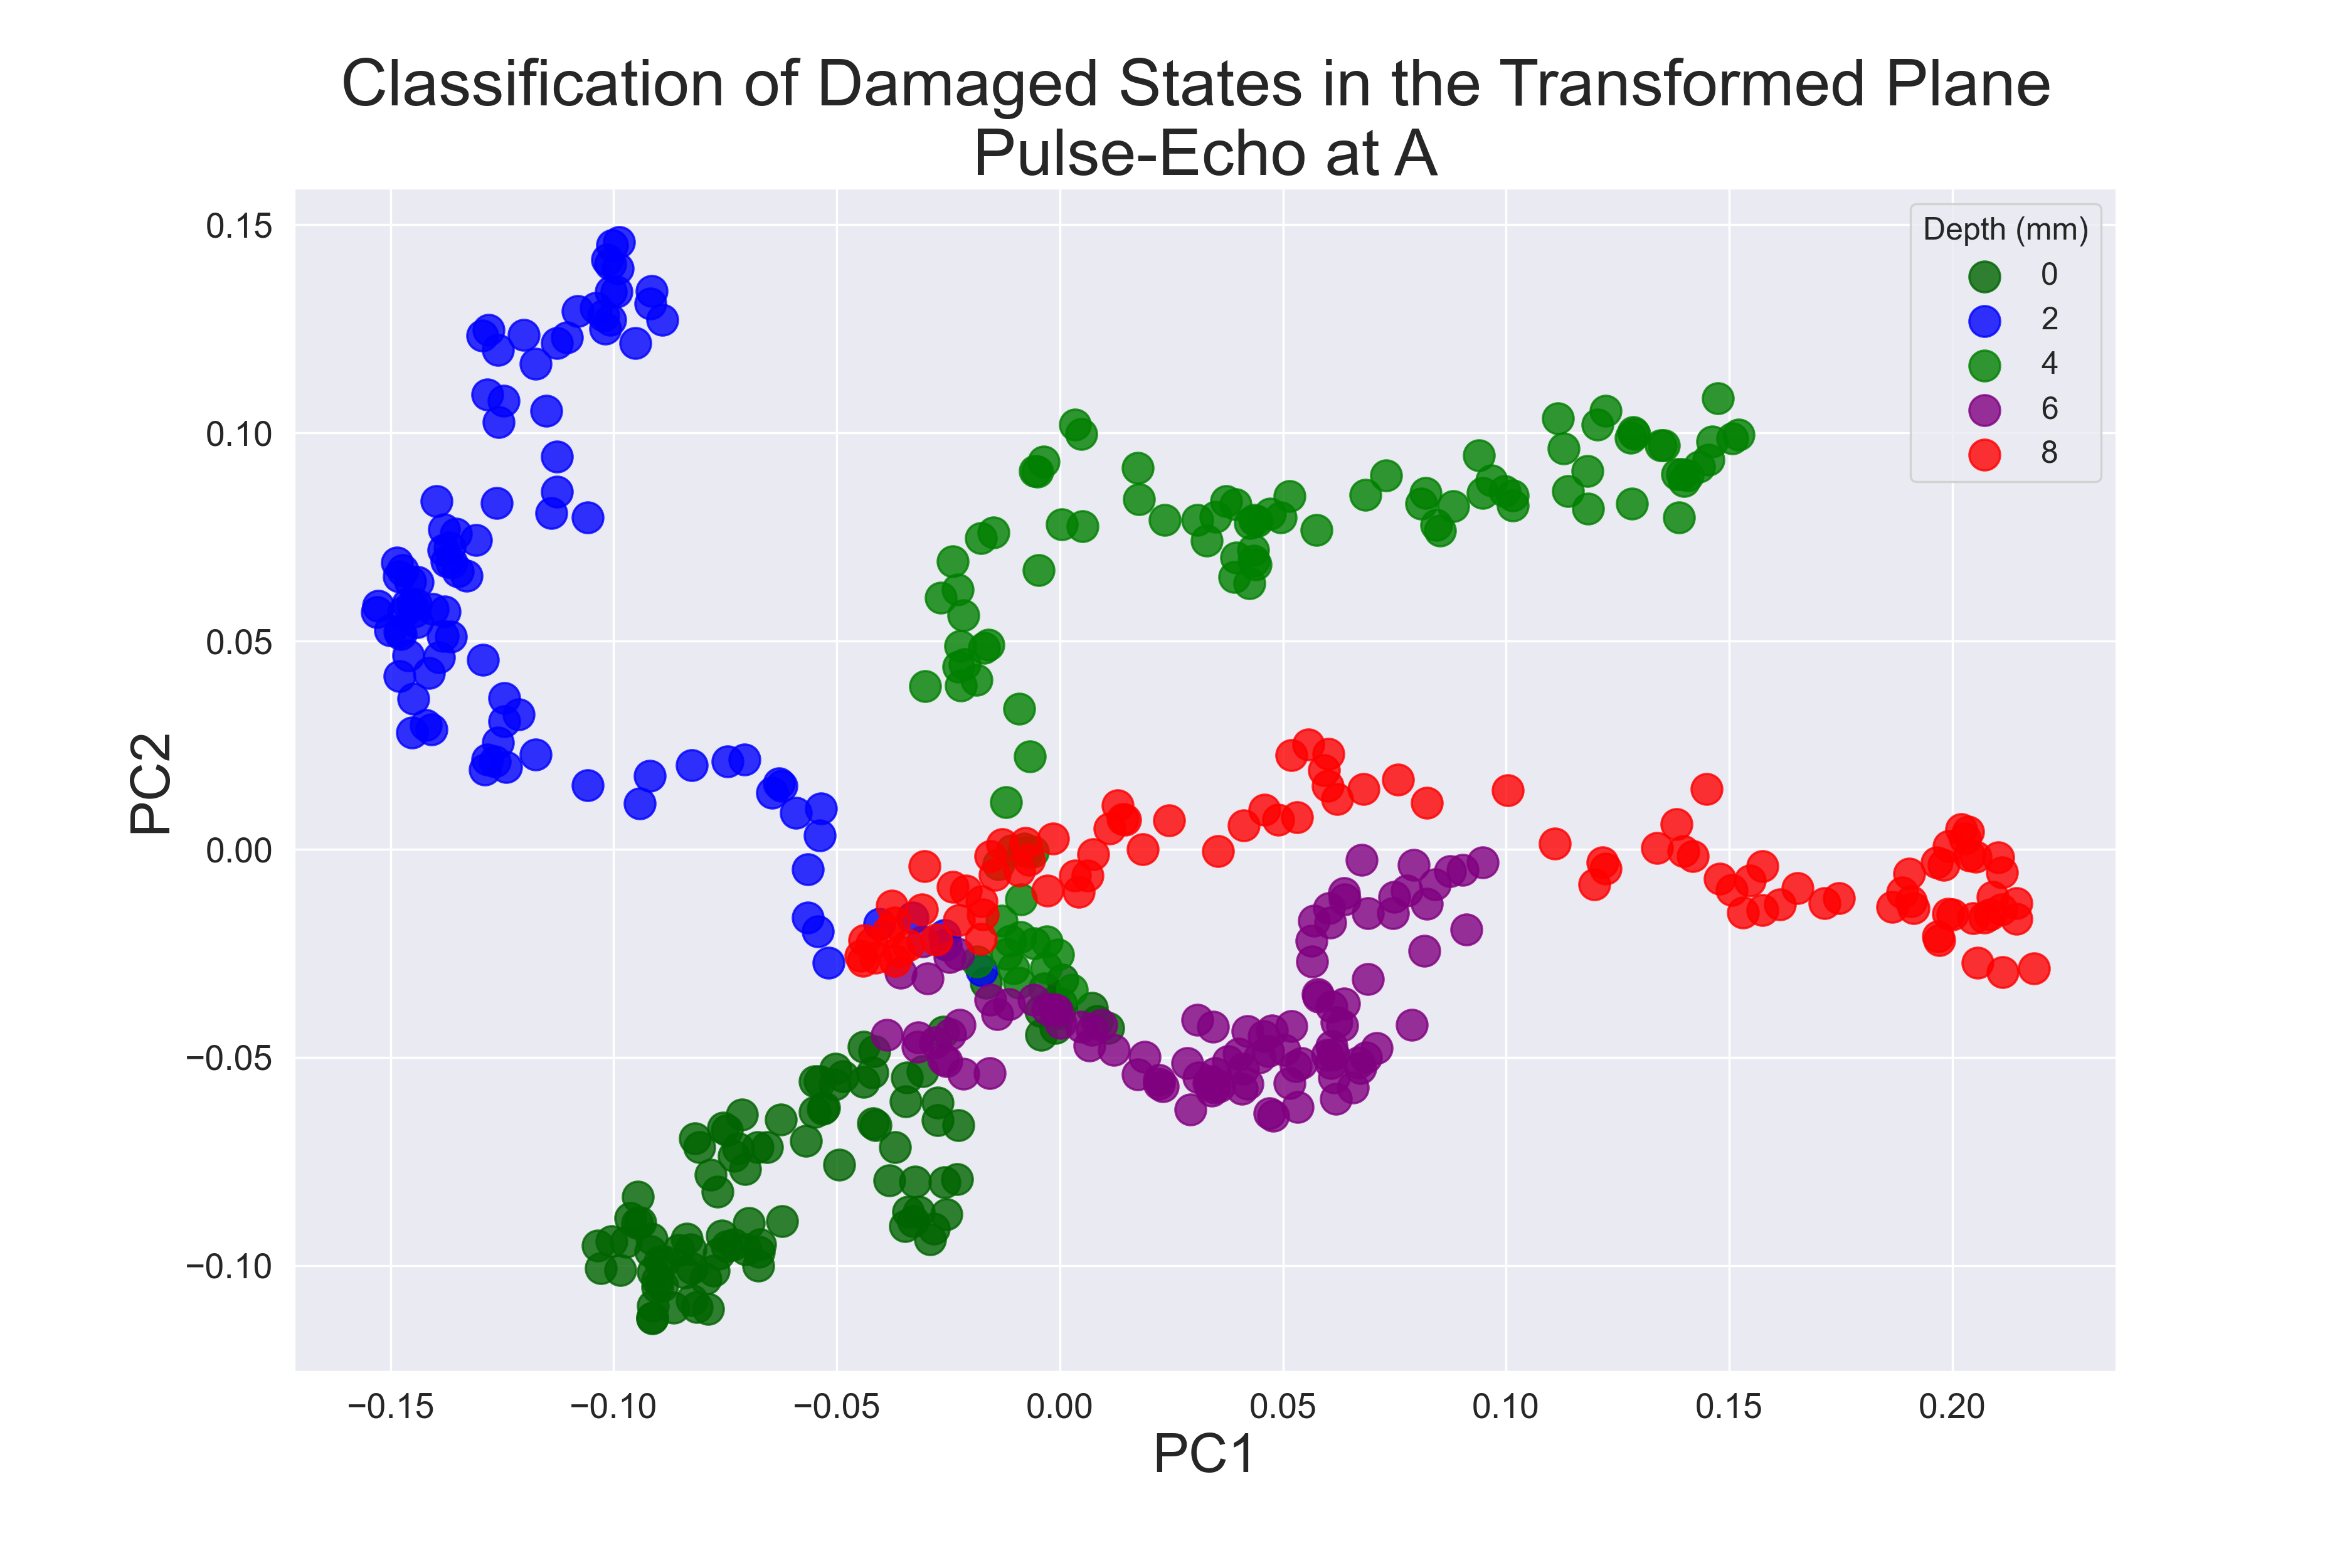 Classification of Damaged States in the Transformed Plane
Pulse-Echo at A
0.15
0.10
0.05
0.00
−0.05
−0.10
PC2
Depth (mm)
0
2
4
6
8
−0.15 −0.10 −0.05 0.00 0.05 0.10 0.15 0.20
PC1